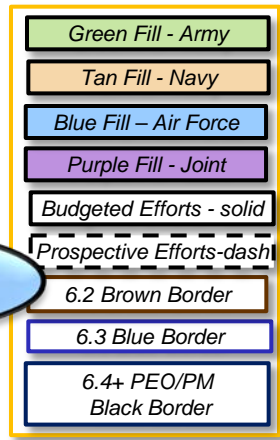 Green Fill - Army
Tan Fill - Navy
Blue Fill – Air Force
Purple Fill - Joint
Budgeted Efforts - solid
Prospective Efforts-dash
6.2 Brown Border
6.3 Blue Border
6.4+ PEO/PM
Black Border